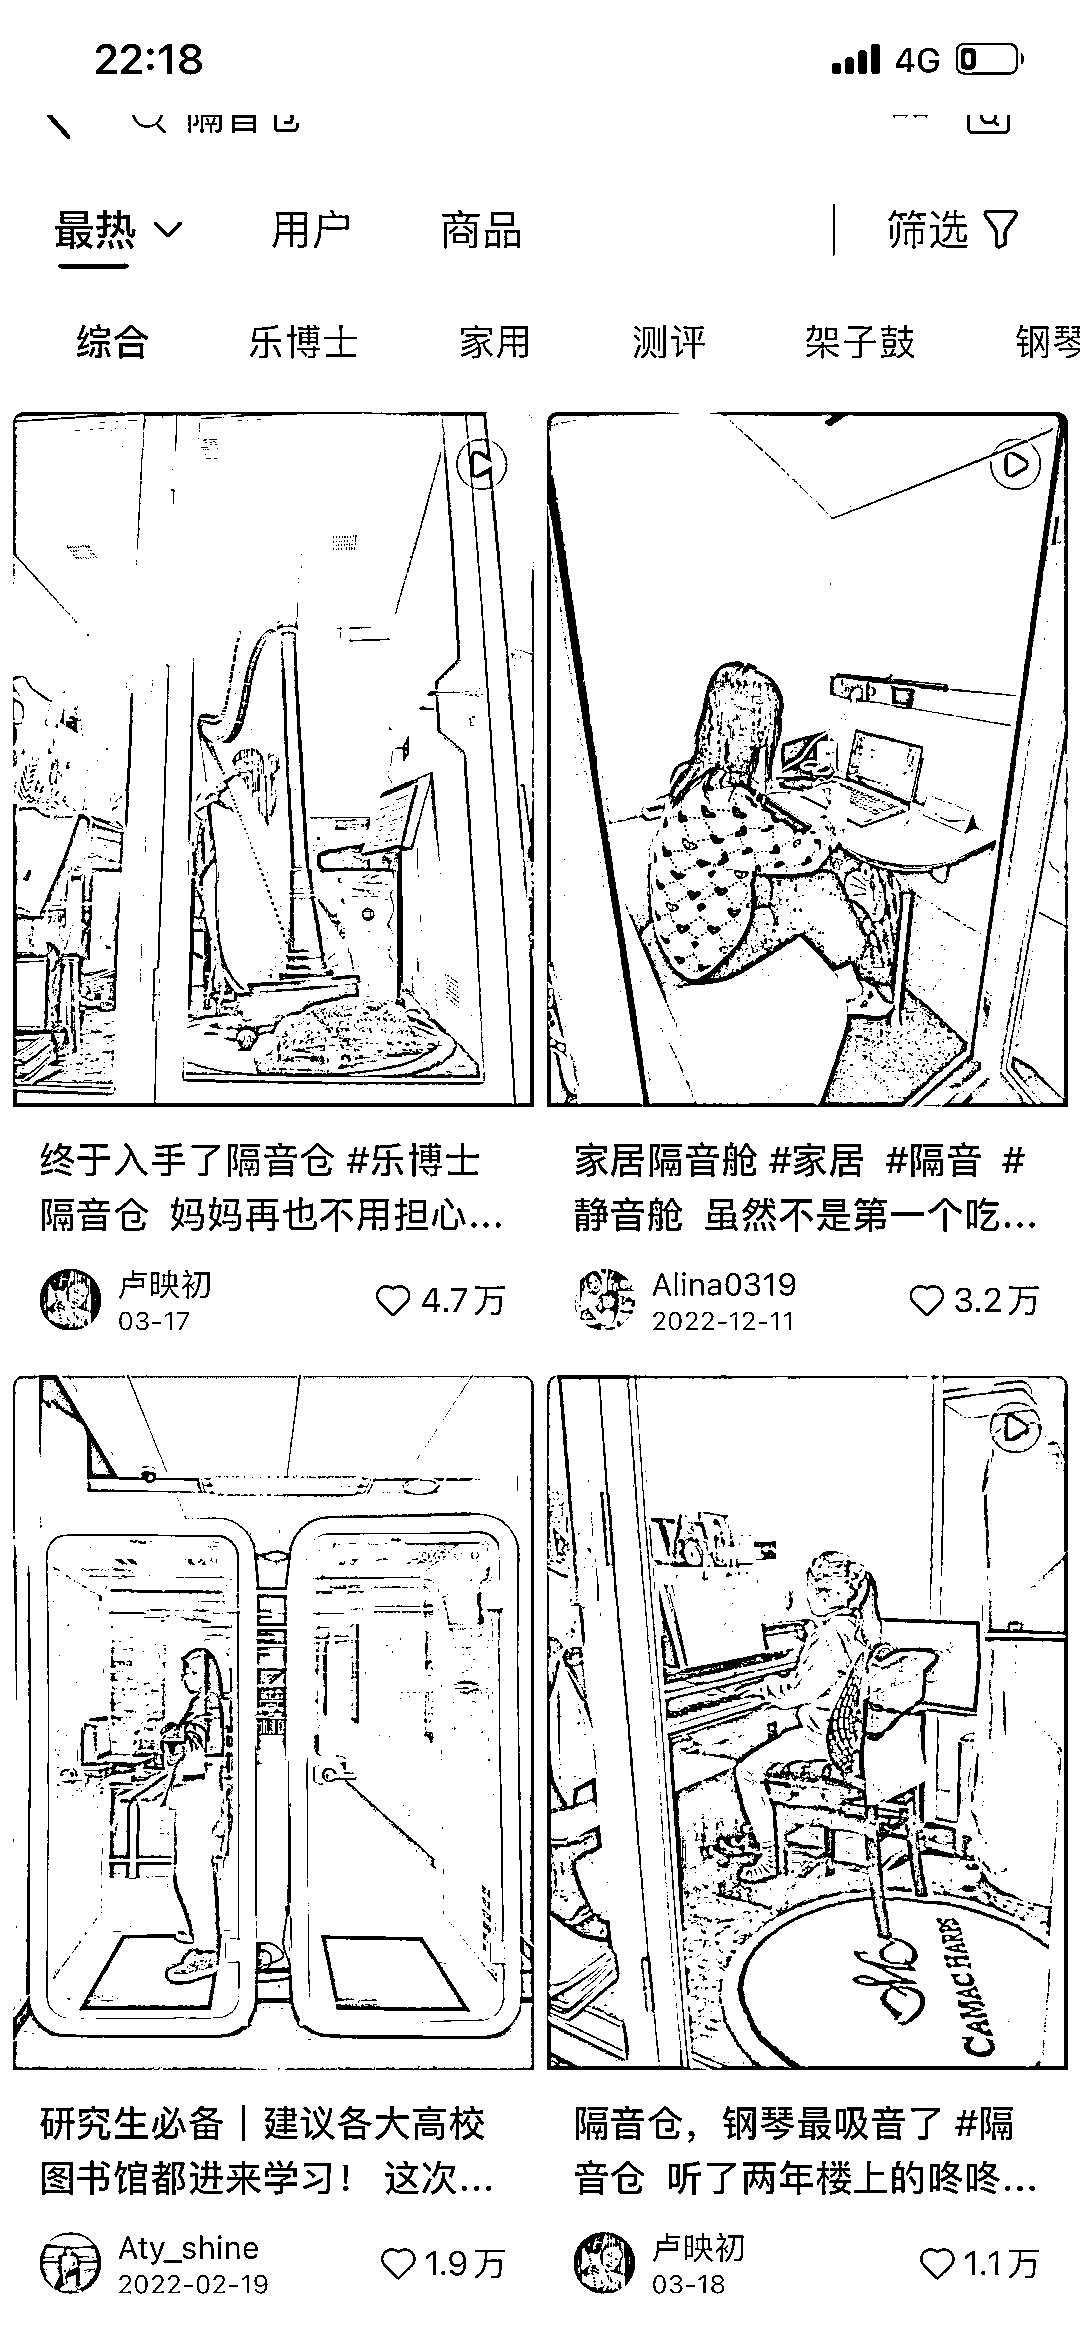 22:18 4G
隔音仓
最热 用户 商品 筛选
综合 乐博士 家用 测评 架子鼓 钢琴
终于入手了隔音仓 #乐博士
隔音仓 妈妈再也不用担心...
卢映初
03-17
4.7万
家居隔音舱 #家居 #隔音 #
静音舱 虽然不是第一个吃...
Alina0319
2022-12-11
3.2万
CAMAC HARPS
研究生必备｜建议各大高校
图书馆都进来学习！ 这次...
Aty_shine
2022-02-19
1.9万
隔音仓，钢琴最吸音了 #隔
音仓 听了两年楼上的咚咚...
卢映初
03-18
1.1万